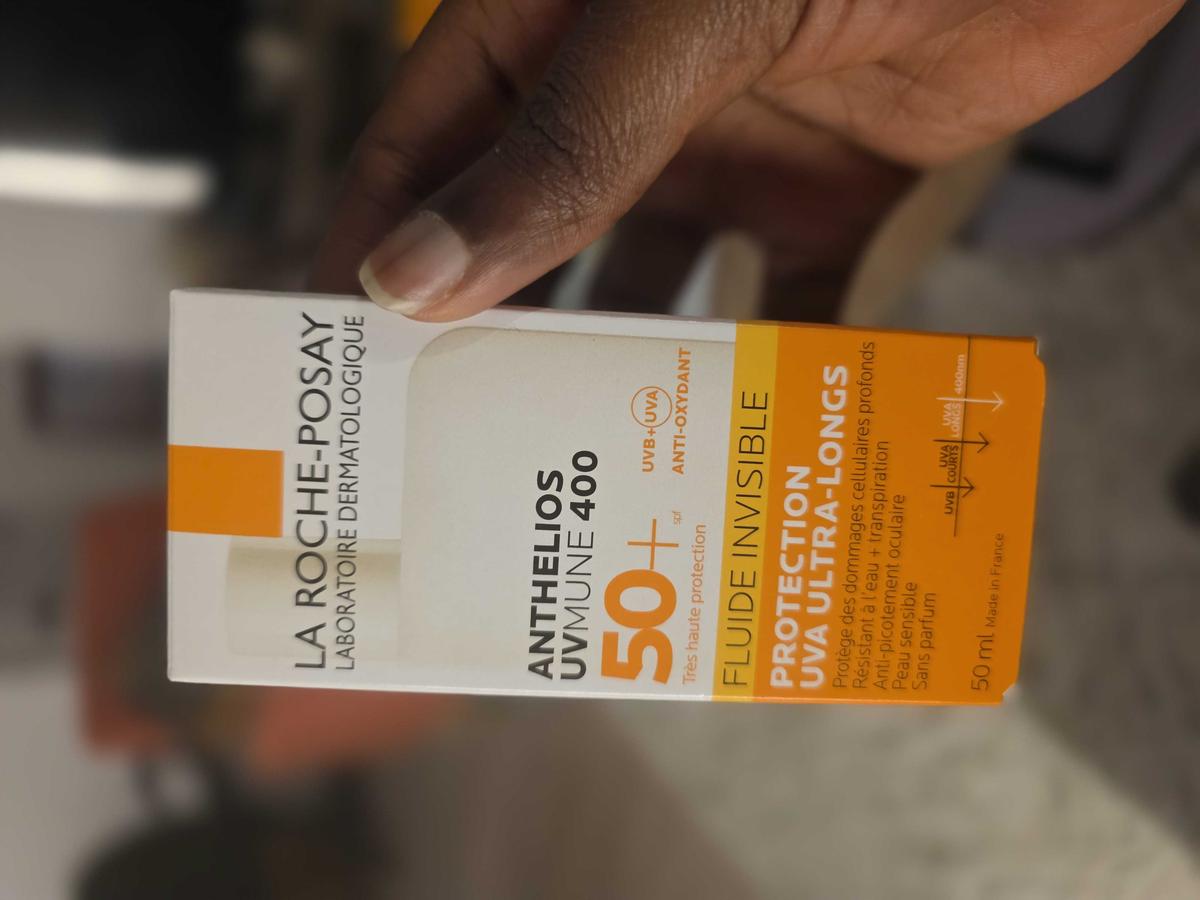 LA ROCHE-POSAY
LABORATOIRE DERMATOLOGIQUE
ANTHELIOS
UVMUNE 400
50+
spf
Très haute protection
UVB+UVA
ANTI-OXYDANT
FLUIDE INVISIBLE
PROTECTION
UVA ULTRA-LONGS
Protège des dommages cellulaires profonds
Résistant à l'eau + transpiration
Anti-picotement oculaire
Peau sensible
Sans parfum
UVB
UVA
COURTS
UVA
LONGS
400nm
50 ml Made in France